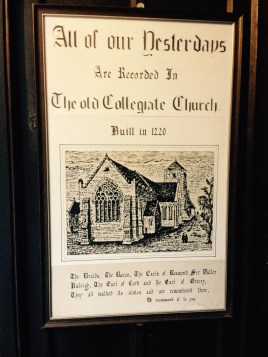 All of our Yesterdays
Are Recorded In
The old Collegiate Church
Built in 1220
The Druids, The Danes, The Earls of Desmond Sir Walter
Raleigh, The Earl of Cork and the Earl of Orrery,
They all walked its aisles and are remembered here.